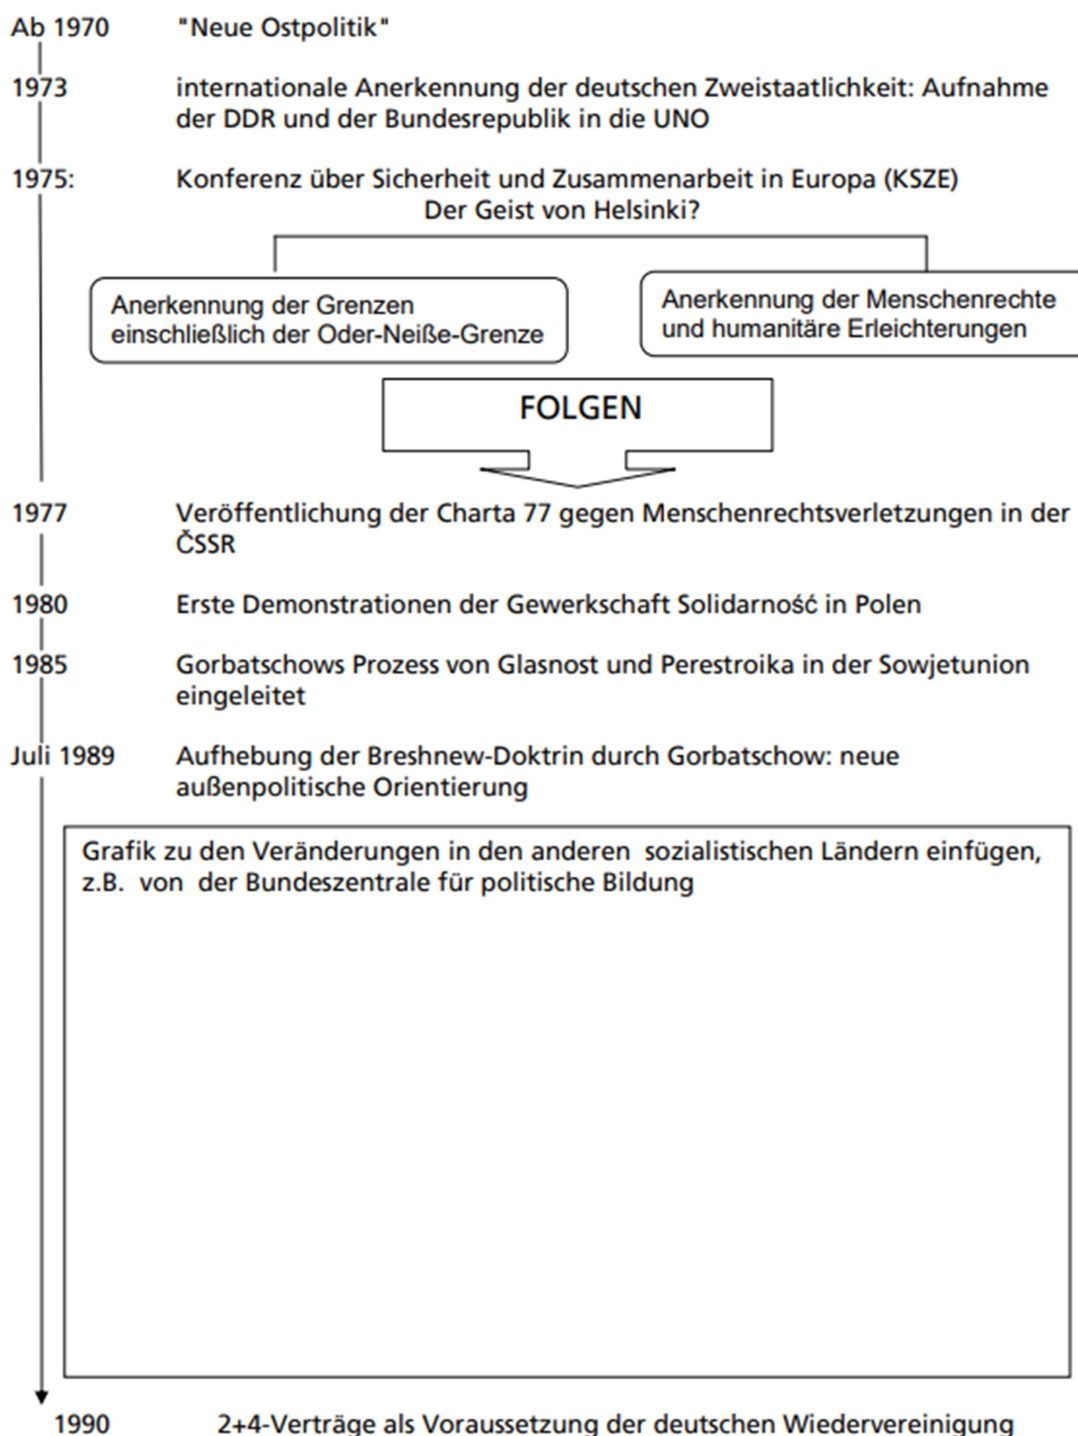 Ab 1970 "Neue Ostpolitik"
1973 internationale Anerkennung der deutschen Zweistaatlichkeit: Aufnahme
der DDR und der Bundesrepublik in die UNO
1975: Konferenz über Sicherheit und Zusammenarbeit in Europa (KSZE)
Der Geist von Helsinki?
Anerkennung der Grenzen
einschließlich der Oder-Neiße-Grenze
Anerkennung der Menschenrechte
und humanitäre Erleichterungen
FOLGEN
1977 Veröffentlichung der Charta 77 gegen Menschenrechtsverletzungen in der
ČSSR
1980 Erste Demonstrationen der Gewerkschaft Solidarność in Polen
1985 Gorbatschows Prozess von Glasnost und Perestroika in der Sowjetunion
eingeleitet
Juli 1989 Aufhebung der Breshnew-Doktrin durch Gorbatschow: neue
außenpolitische Orientierung
Grafik zu den Veränderungen in den anderen sozialistischen Ländern einfügen,
z.B. von der Bundeszentrale für politische Bildung
1990 2+4-Verträge als Voraussetzung der deutschen Wiedervereinigung